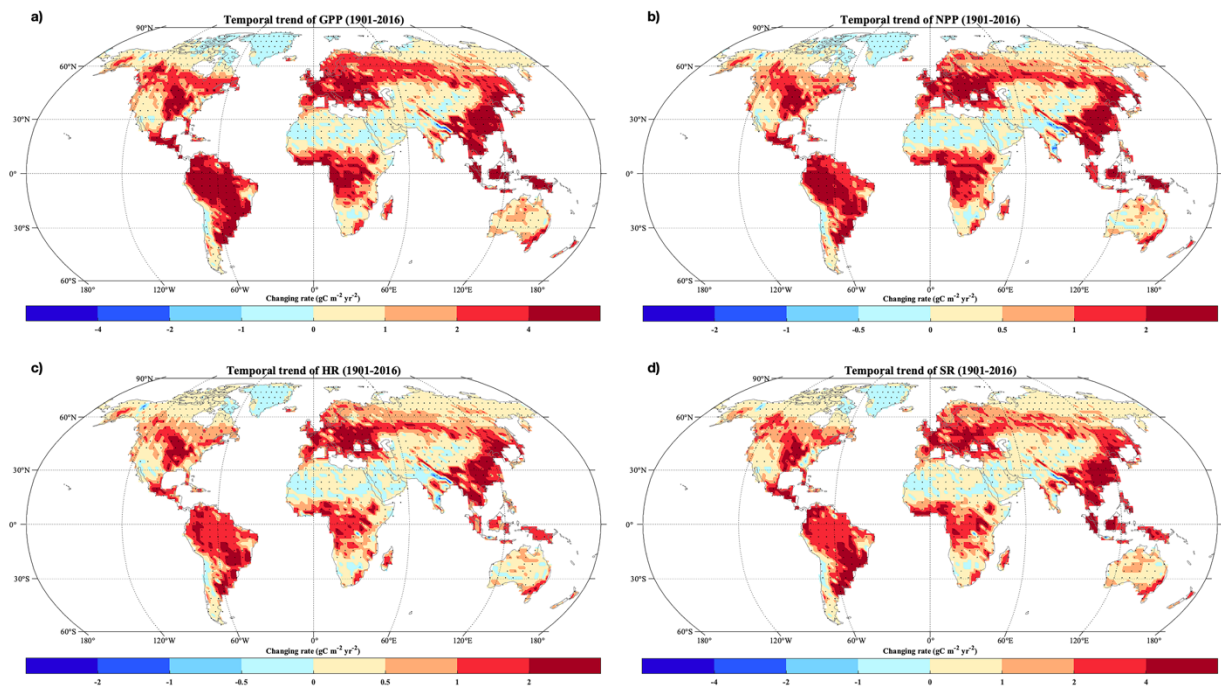 a)
Temporal trend of GPP (1901-2016)
90°N
60°N
30°N
0°
30°S
60°S
180° 120°W 60°W 0° 60°E 120°E 180°
Changing rate (gC m⁻² yr⁻²)
-4 -2 -1 0 1 2 4
b)
Temporal trend of NPP (1901-2016)
90°N
60°N
30°N
0°
30°S
60°S
180° 120°W 60°W 0° 60°E 120°E 180°
Changing rate (gC m⁻² yr⁻²)
-2 -1 -0.5 0 0.5 1 2
c)
Temporal trend of HR (1901-2016)
90°N
60°N
30°N
0°
30°S
60°S
180° 120°W 60°W 0° 60°E 120°E 180°
Changing rate (gC m⁻² yr⁻²)
-2 -1 -0.5 0 0.5 1 2
d)
Temporal trend of SR (1901-2016)
90°N
60°N
30°N
0°
30°S
60°S
180° 120°W 60°W 0° 60°E 120°E 180°
Changing rate (gC m⁻² yr⁻²)
-4 -2 -1 0 1 2 4